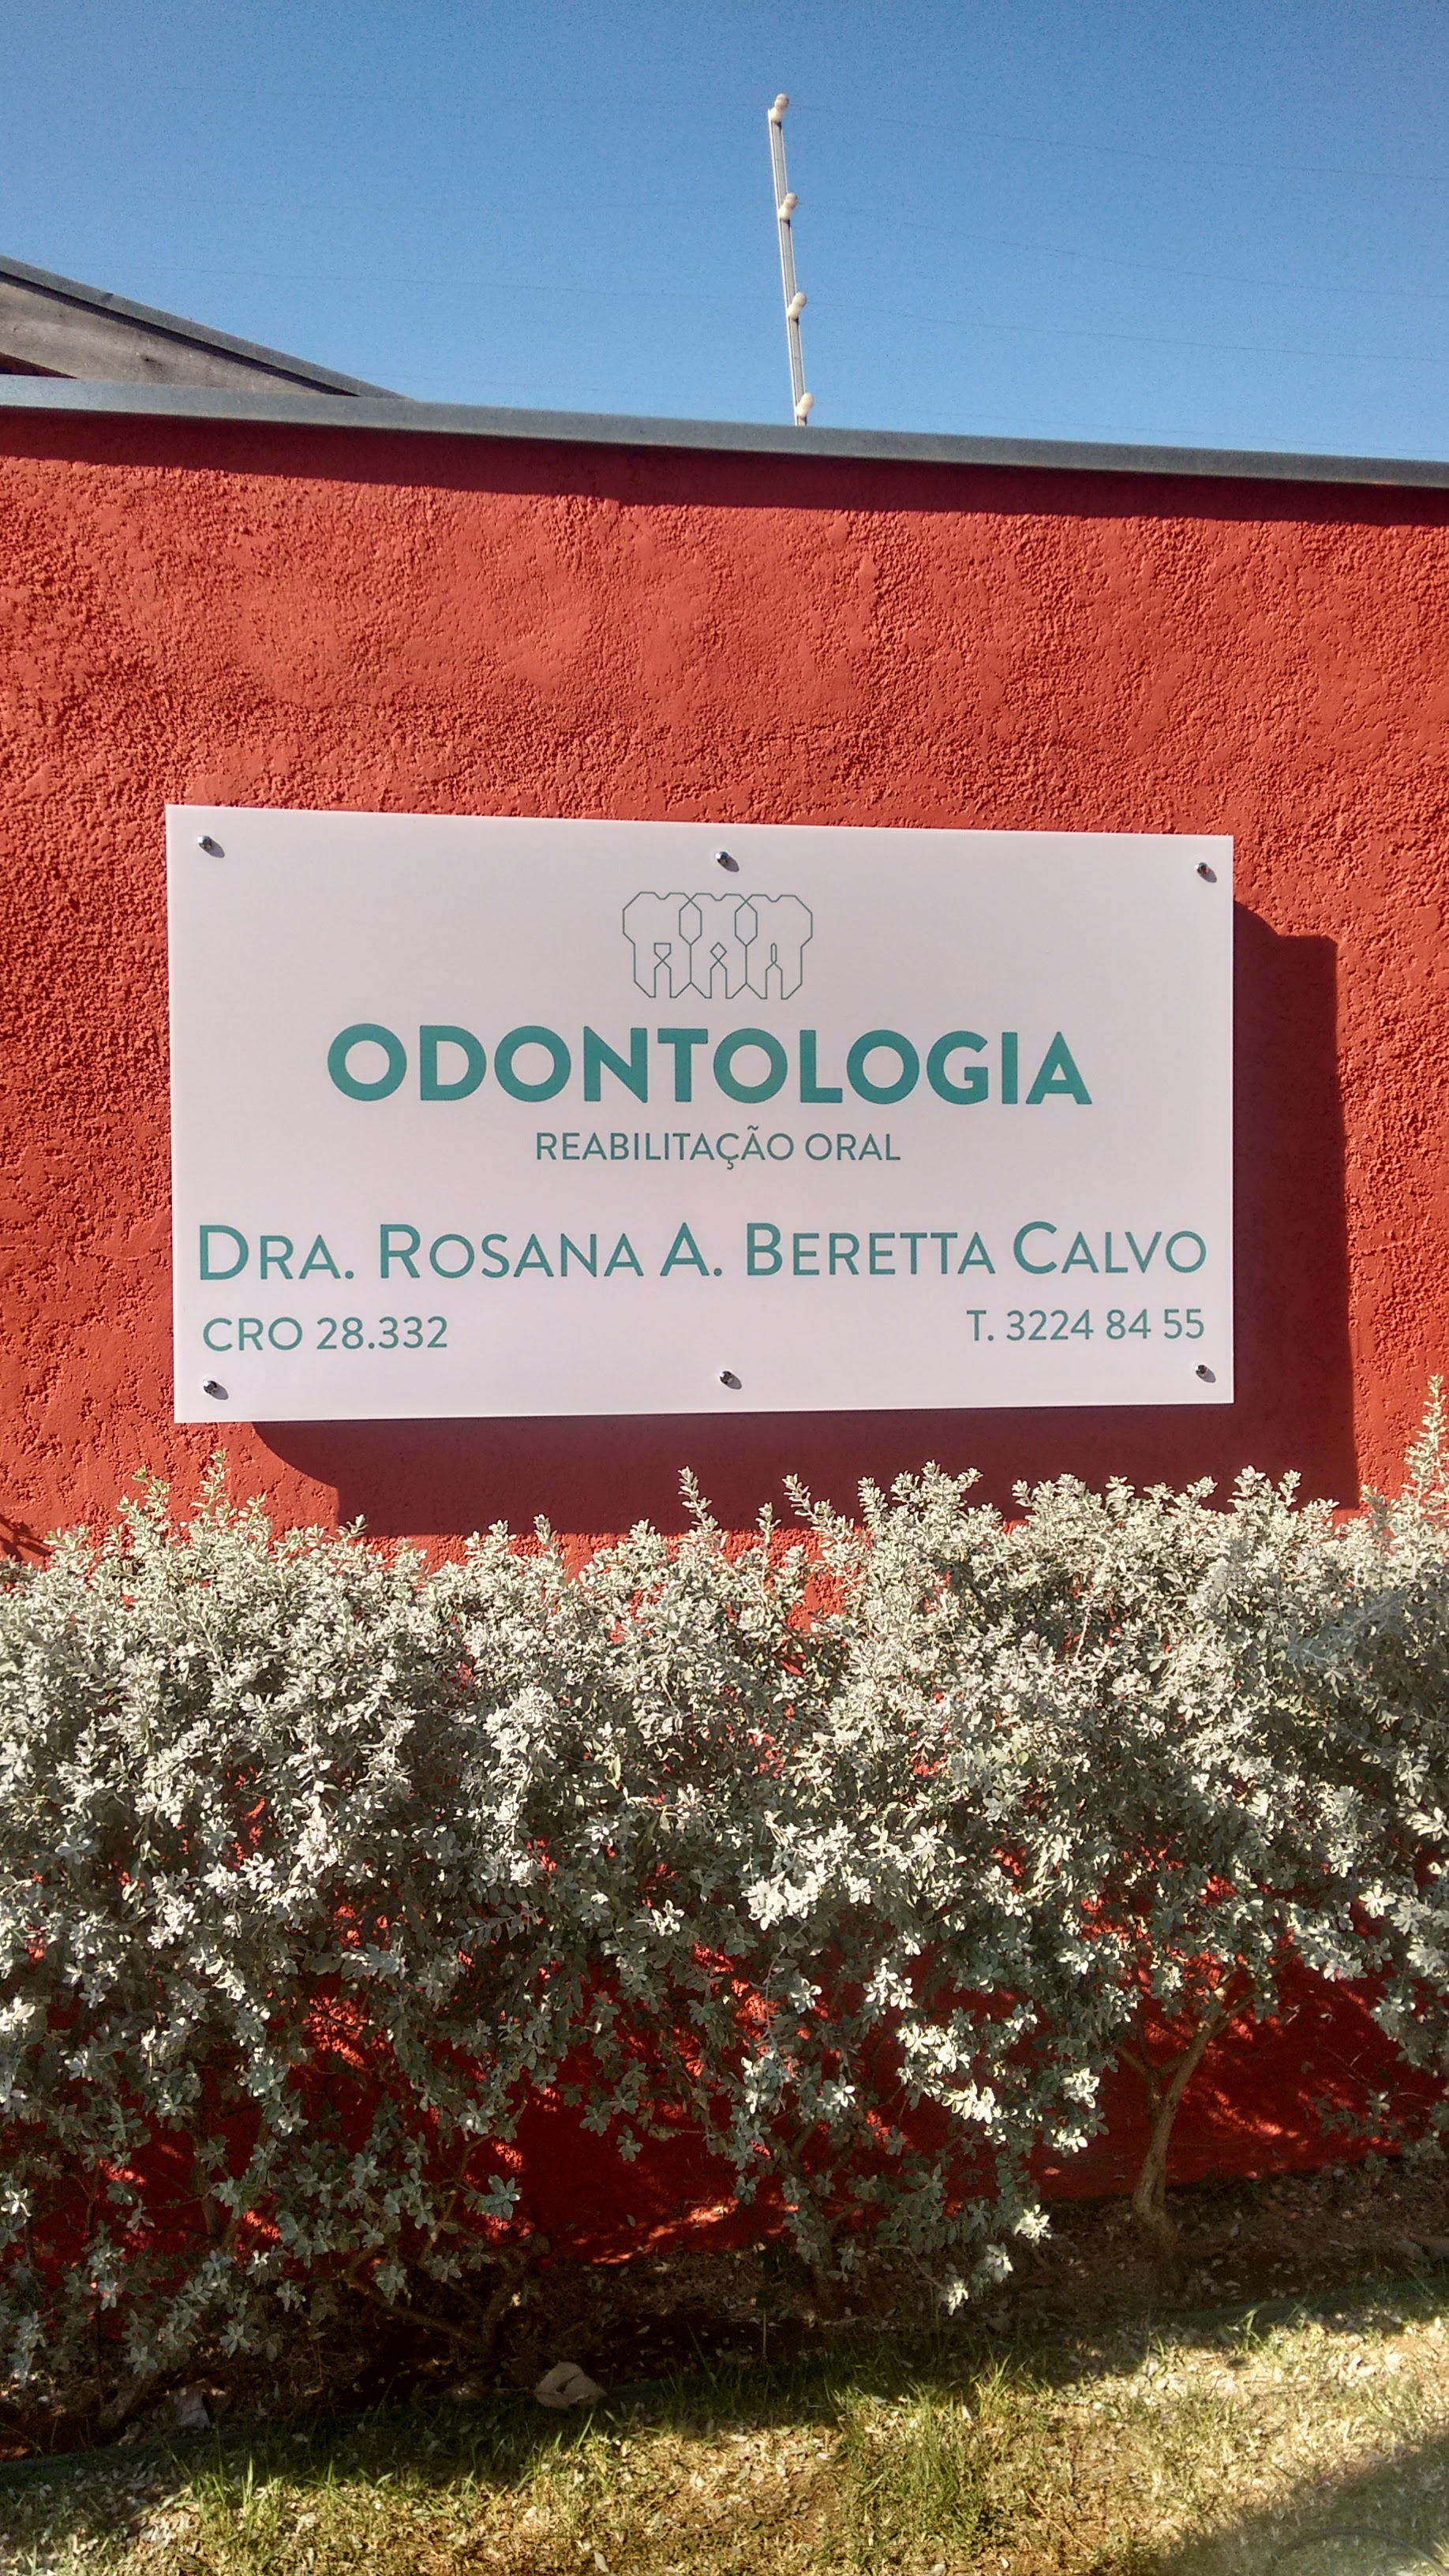 ODONTOLOGIA
REABILITAÇÃO ORAL
DRA. ROSANA A. BERETTA CALVO
CRO 28.332
T. 3224 84 55